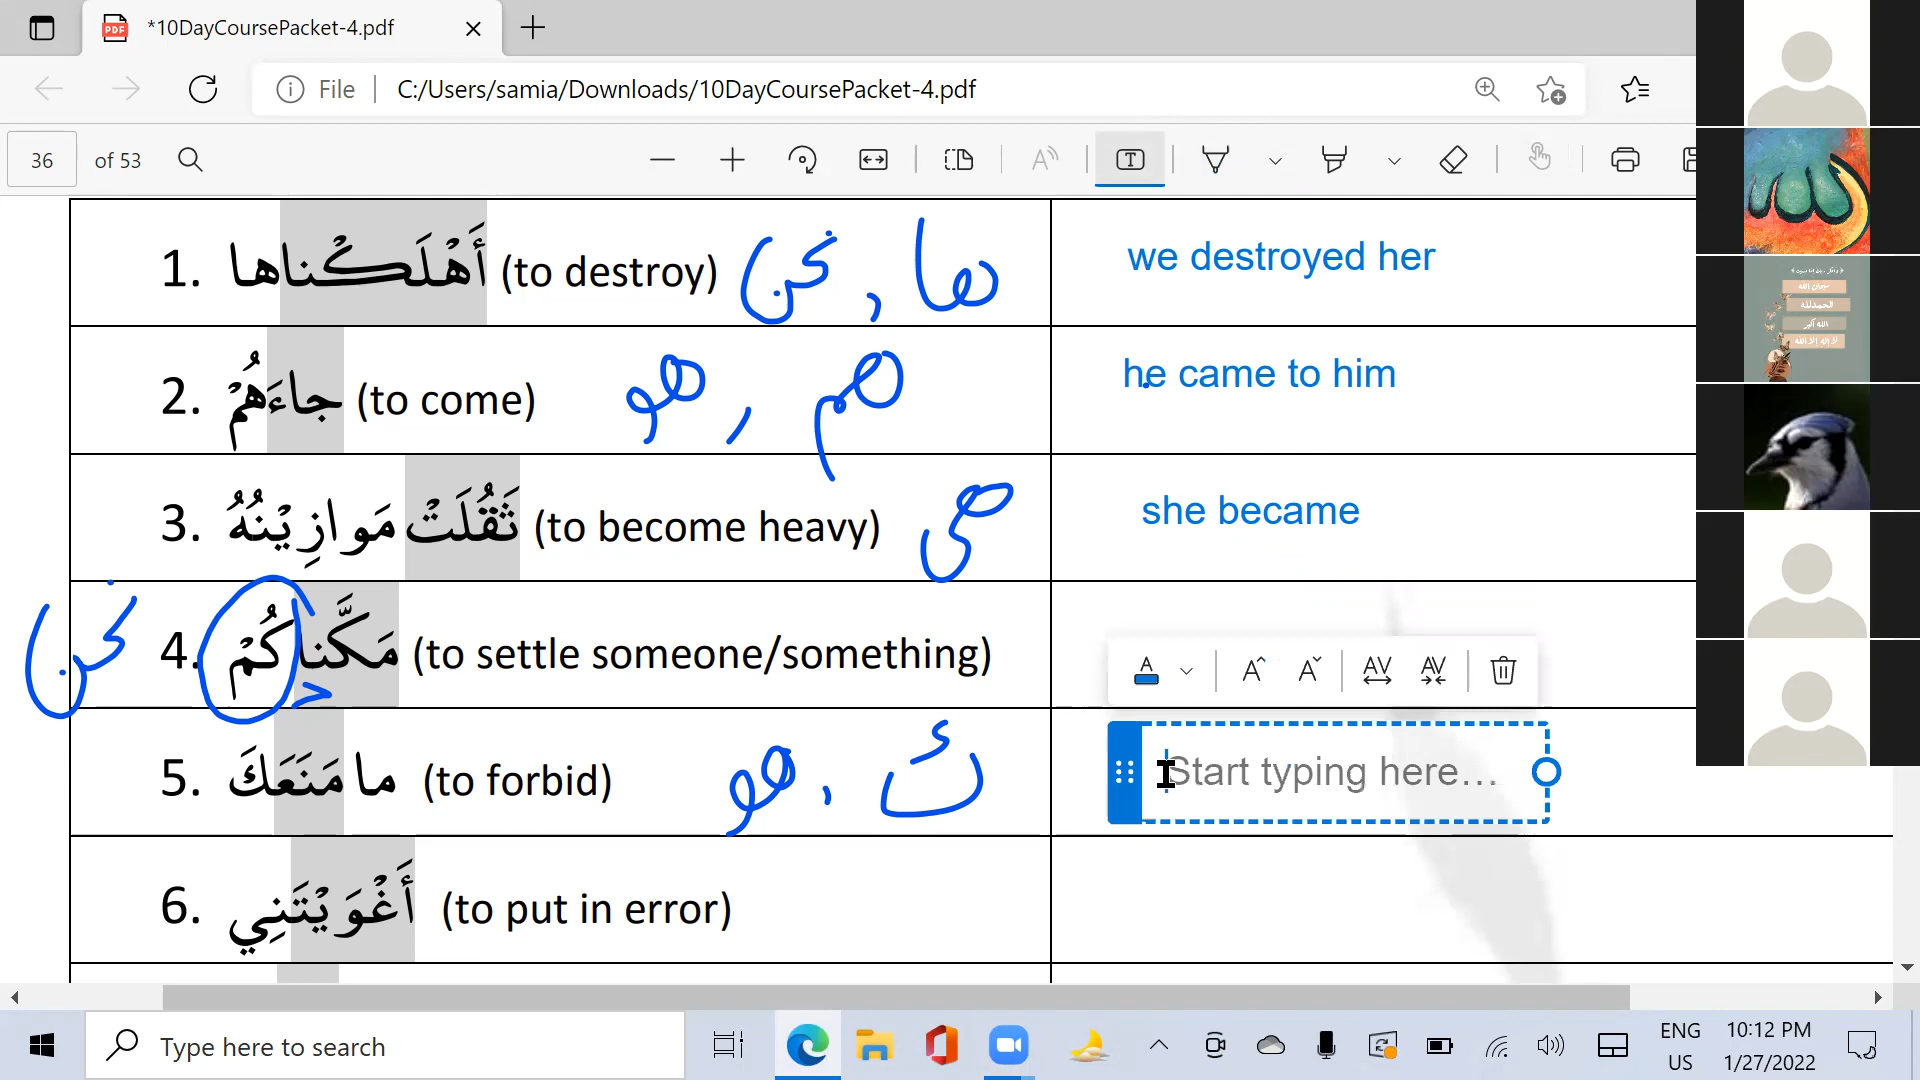 *10DayCoursePacket-4.pdf
File C:/Users/samia/Downloads/10DayCoursePacket-4.pdf
36 of 53
1. أَهْلَكْناها (to destroy) نحن , ها
we destroyed her
2. جاءَهُمْ (to come) هو , هم
he came to him
3. ثَقُلَتْ مَوازِيْنُهُ (to become heavy) هي
she became
4. مَكَّنا كُمْ (to settle someone/something) نحن
5. ما مَنَعَكَ (to forbid) هو , ك
Start typing here...
6. أَغْوَيْتَنِي (to put in error)
Type here to search
ENG
US
10:12 PM
1/27/2022